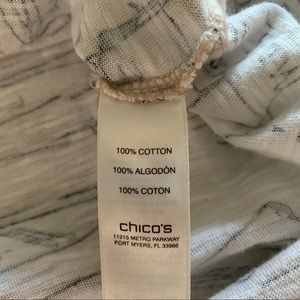 100% COTTON
100% ALGODÓN
100% COTON
chico's
11215 METRO PARKWAY
FORT MYERS, FL 33966